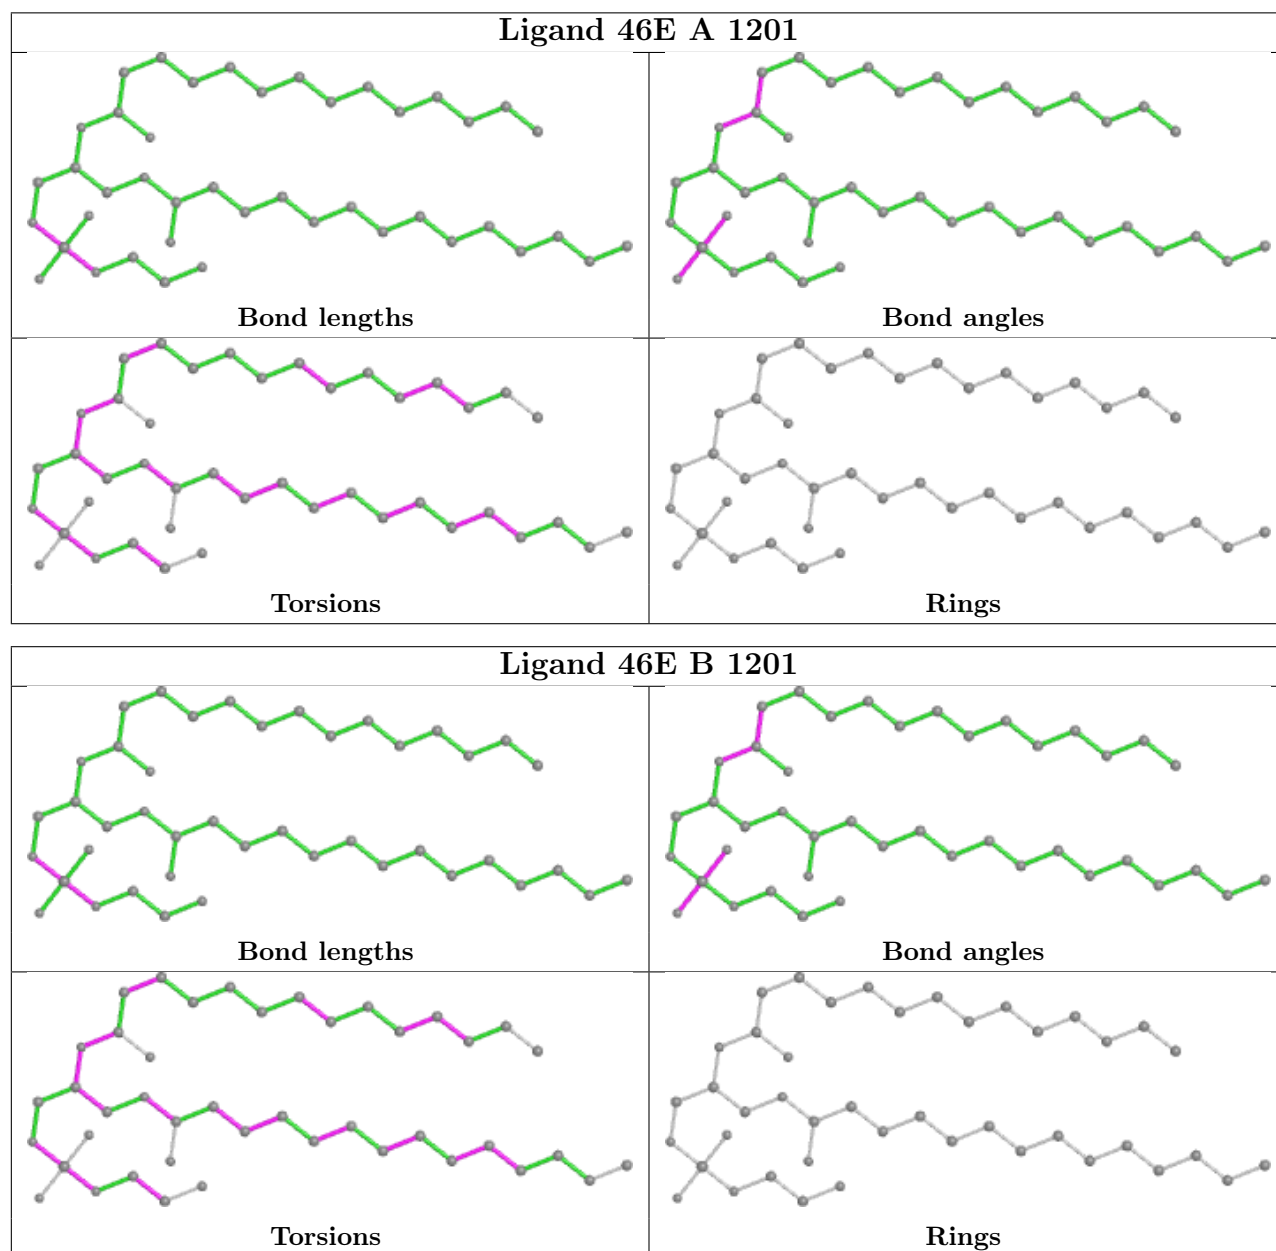 Ligand 46E A 1201
Bond lengths
Bond angles
Torsions
Rings
Ligand 46E B 1201
Bond lengths
Bond angles
Torsions
Rings